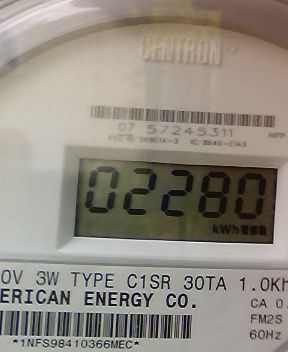 CENTRON®
07 57245311
02280
kWh
0V 3W TYPE C1SR 30TA 1.0Kh
ERICAN ENERGY CO.
CA 0.
FM2S
*1NFS98410366MEC*
60Hz